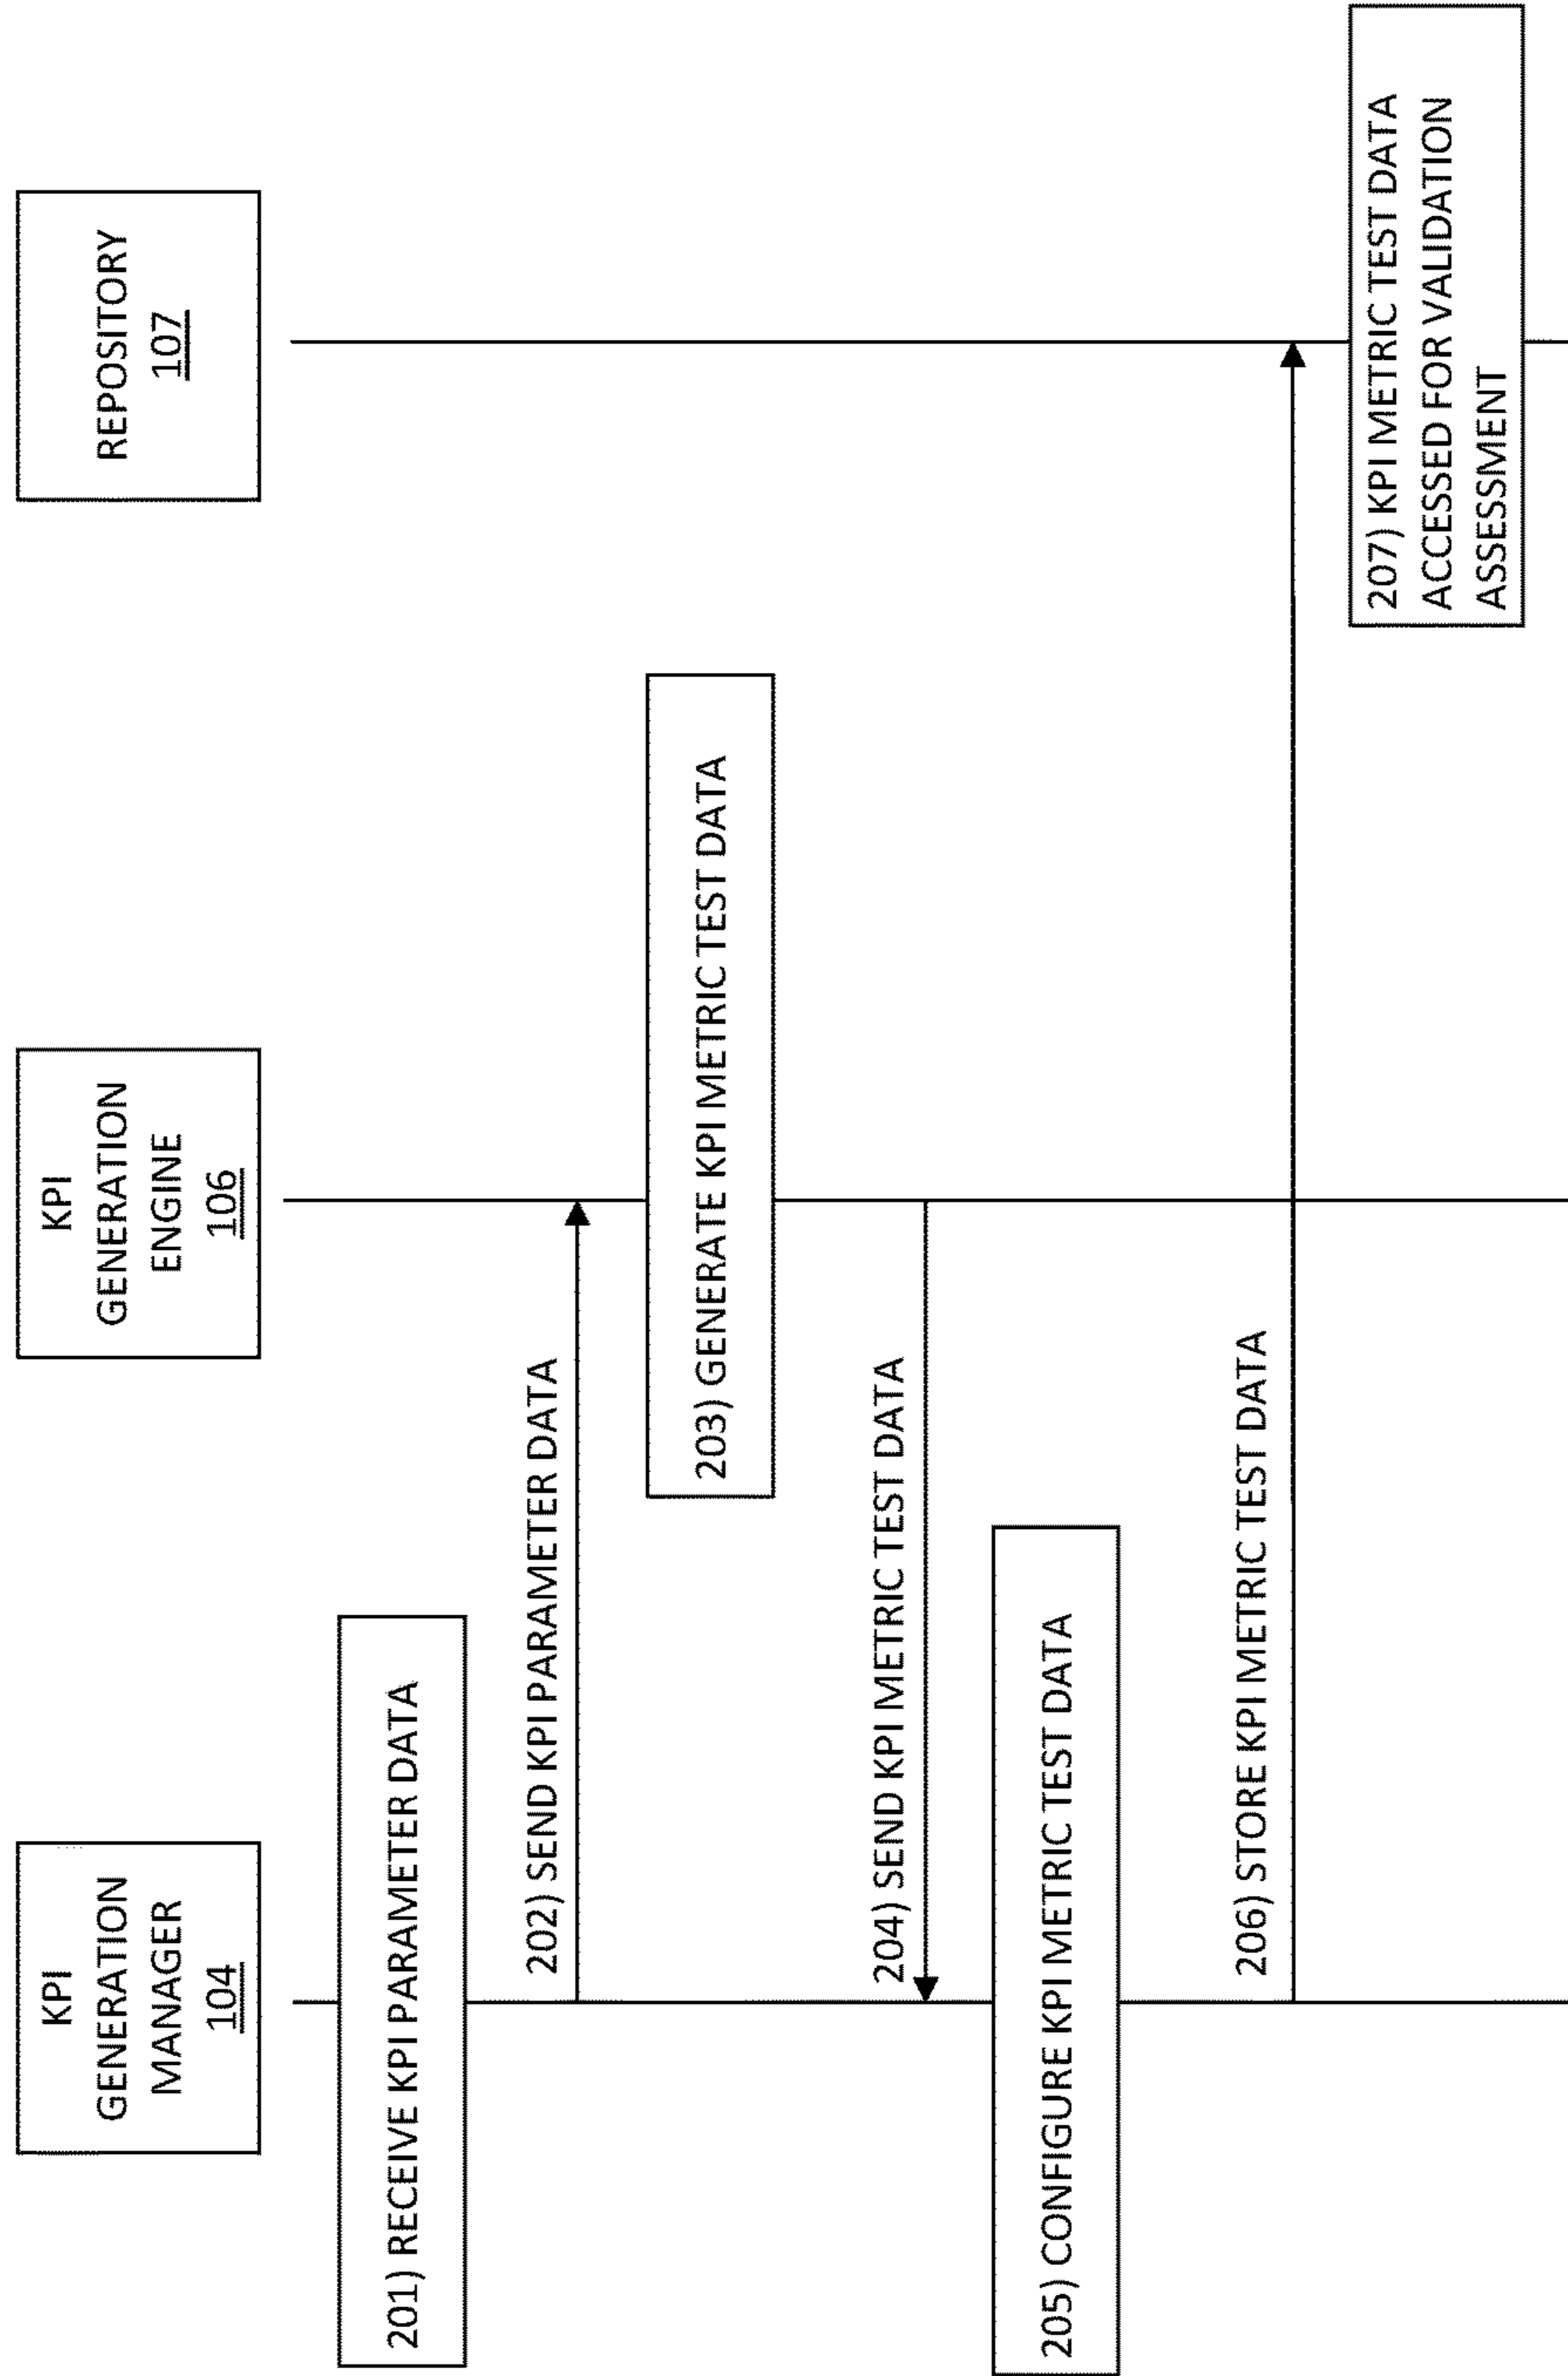 KPI
GENERATION
MANAGER
104
KPI
GENERATION
ENGINE
106
REPOSITORY
107
201) RECEIVE KPI PARAMETER DATA
202) SEND KPI PARAMETER DATA
203) GENERATE KPI METRIC TEST DATA
204) SEND KPI METRIC TEST DATA
205) CONFIGURE KPI METRIC TEST DATA
206) STORE KPI METRIC TEST DATA
207) KPI METRIC TEST DATA
ACCESSED FOR VALIDATION
ASSESSMENT